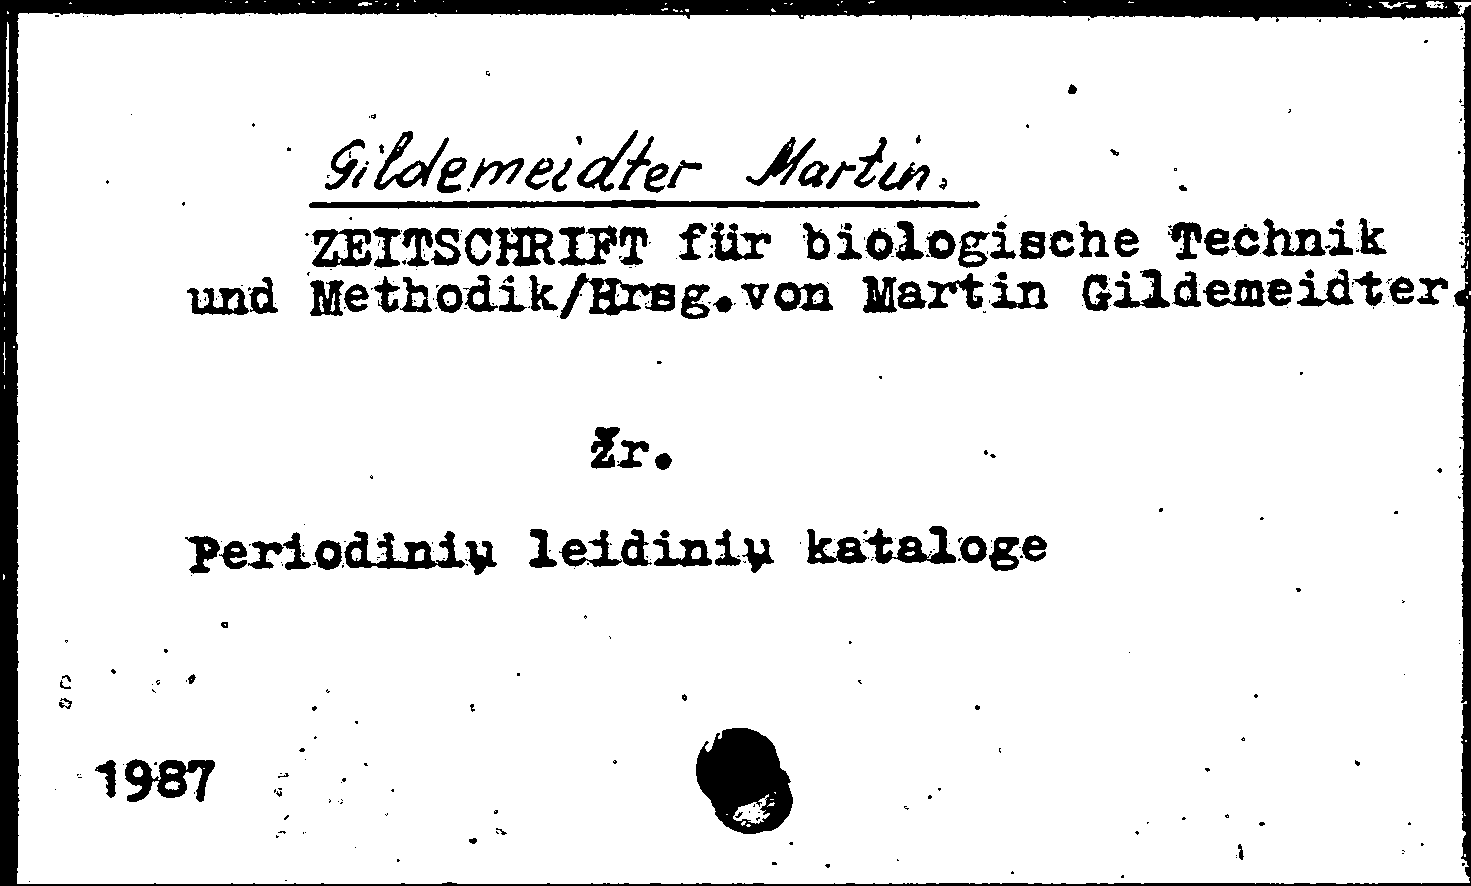 Gildemeidter Martin.
ZEITSCHRIFT für biologische Technik
und Methodik/Hrsg.von Martin Gildemeidter.
Žr.
Periodinių leidinių kataloge
1987